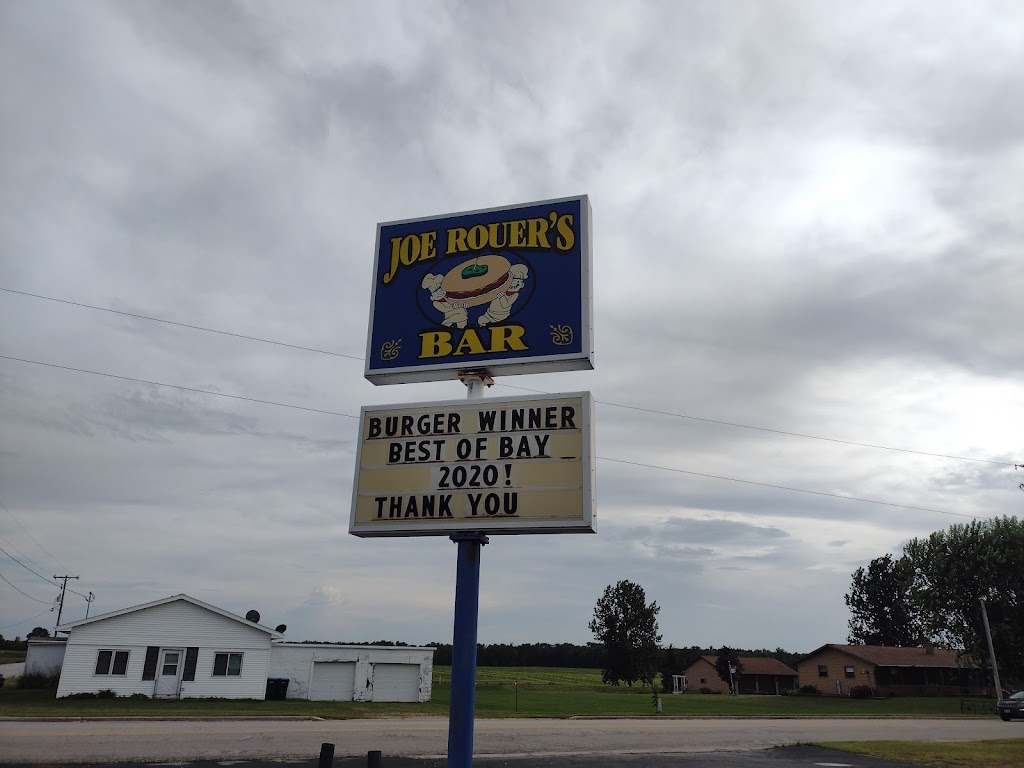 JOE ROUER'S
BAR
BURGER WINNER
BEST OF BAY
2020!
THANK YOU